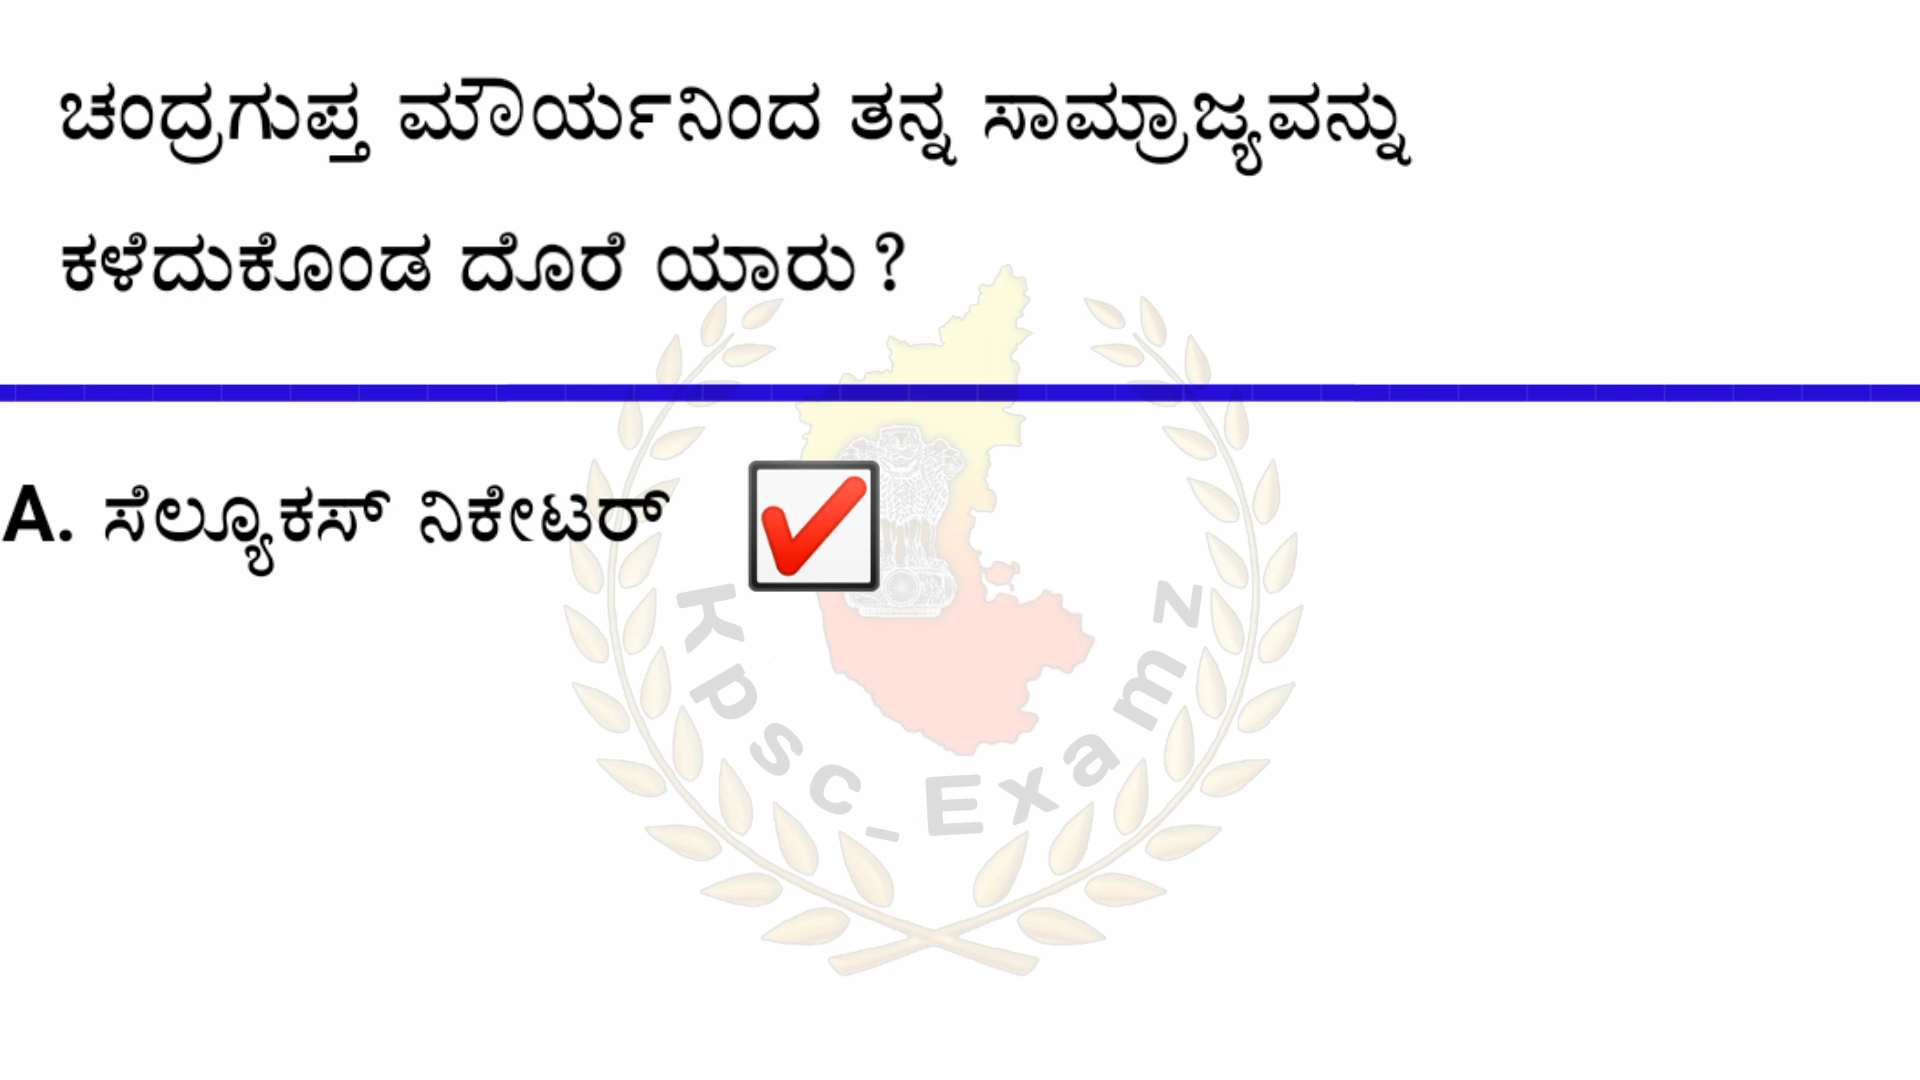 ಚಂದ್ರಗುಪ್ತ ಮೌರ್ಯನಿಂದ ತನ್ನ ಸಾಮ್ರಾಜ್ಯವನ್ನು
ಕಳೆದುಕೊಂಡ ದೊರೆ ಯಾರು ?
A. ಸೆಲ್ಯೂಕಸ್ ನಿಕೇಟರ್
Kpsc_Examz